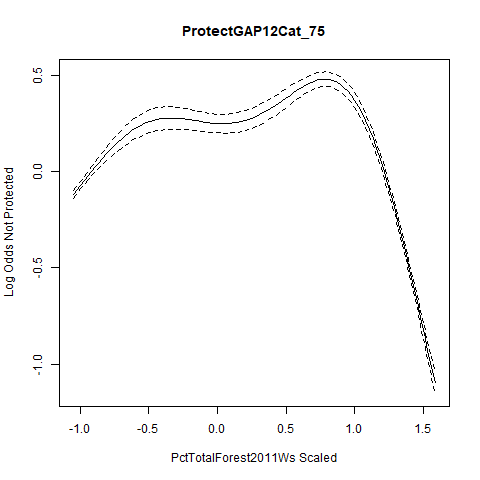 ProtectGAP12Cat_75
Log Odds Not Protected
0.5
0.0
-0.5
-1.0
-1.0 -0.5 0.0 0.5 1.0 1.5
PctTotalForest2011Ws Scaled